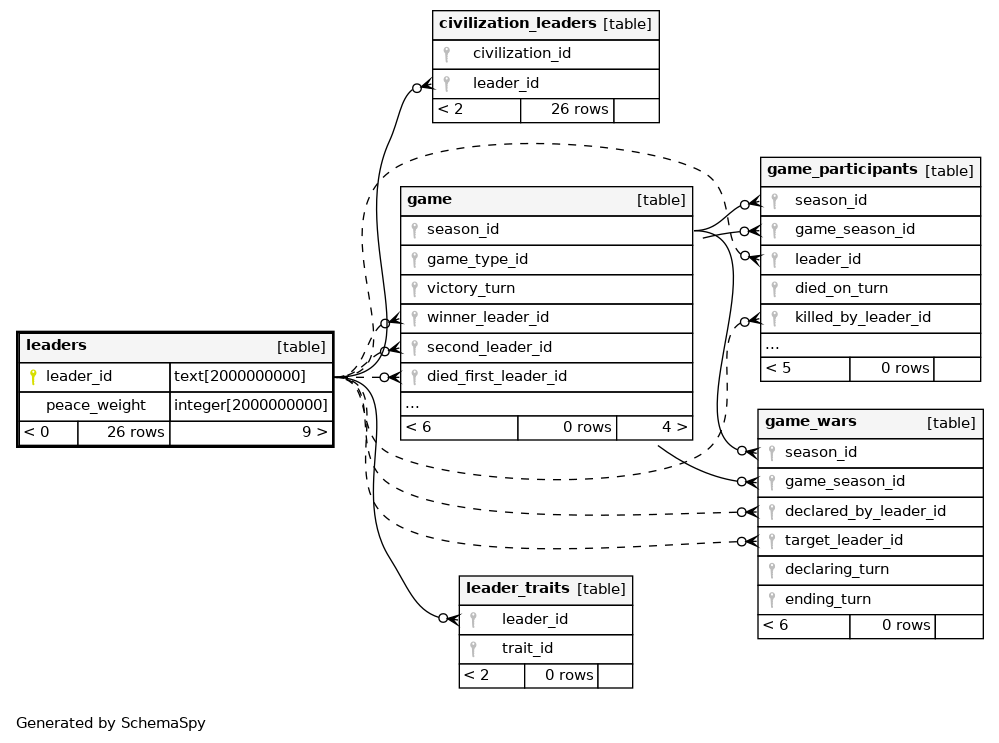 civilization_leaders [table]
civilization_id
leader_id
< 2 26 rows
game_participants [table]
season_id
game_season_id
leader_id
died_on_turn
killed_by_leader_id
...
< 5 0 rows
game [table]
season_id
game_type_id
victory_turn
winner_leader_id
second_leader_id
died_first_leader_id
...
< 6 0 rows 4 >
leaders [table]
leader_id text[2000000000]
peace_weight integer[2000000000]
< 0 26 rows 9 >
game_wars [table]
season_id
game_season_id
declared_by_leader_id
target_leader_id
declaring_turn
ending_turn
< 6 0 rows
leader_traits [table]
leader_id
trait_id
< 2 0 rows
Generated by SchemaSpy